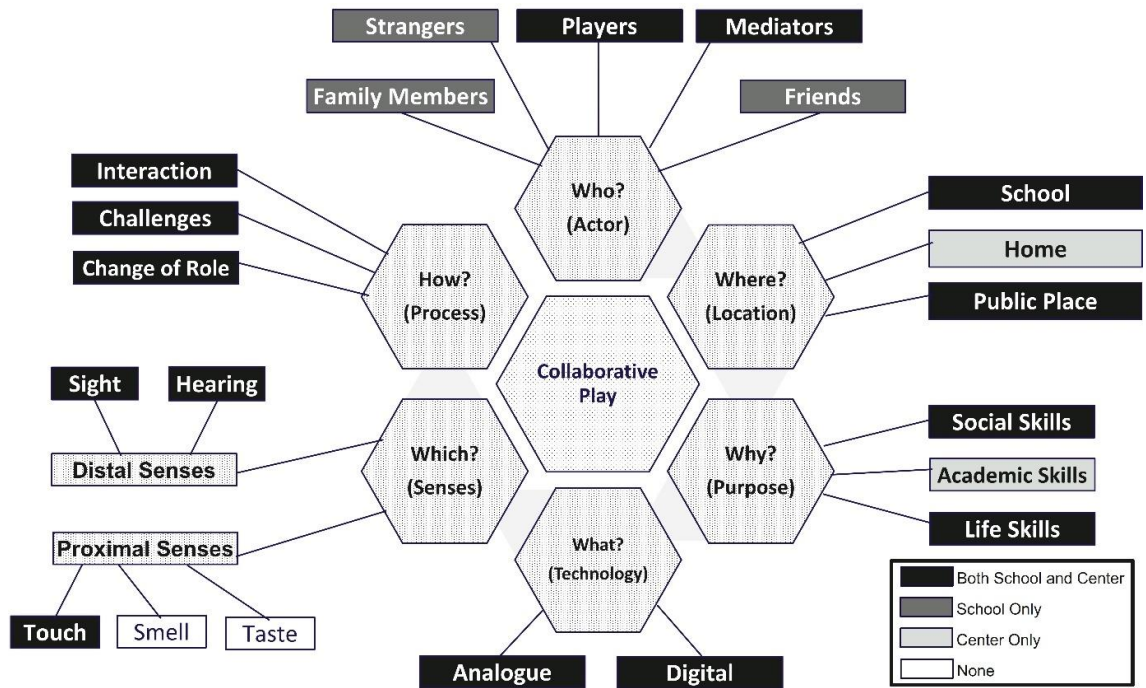 Strangers
Players
Mediators
Family Members
Friends
Who?
(Actor)
Interaction
Challenges
Change of Role
How?
(Process)
School
Home
Public Place
Where?
(Location)
Collaborative
Play
Sight
Hearing
Distal Senses
Proximal Senses
Touch
Smell
Taste
Which?
(Senses)
Social Skills
Academic Skills
Life Skills
Why?
(Purpose)
What?
(Technology)
Analogue
Digital
Both School and Center
School Only
Center Only
None